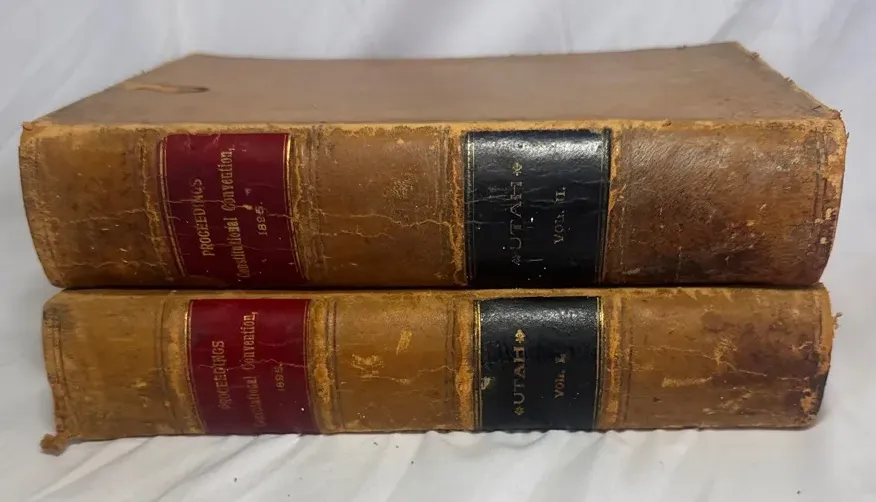 PROCEEDINGS
Constitutional Convention,
1895.
UTAH
VOL. II.
PROCEEDINGS
Constitutional Convention,
1895.
UTAH
VOL. I.